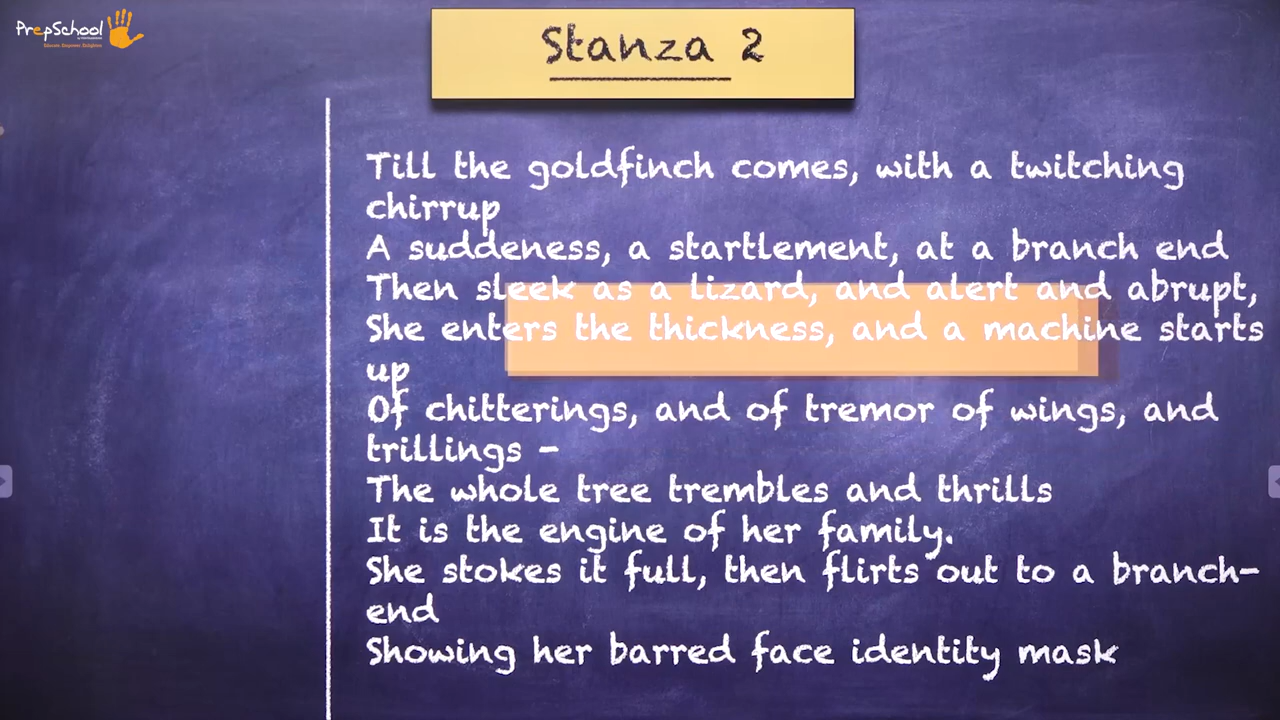 PrepSchool
Stanza 2
Till the goldfinch comes, with a twitching
chirrup
A suddeness, a startlement, at a branch end
Then sleek as a lizard, and alert and abrupt,
She enters the thickness, and a machine starts
up
Of chitterings, and of tremor of wings, and
trillings -
The whole tree trembles and thrills
It is the engine of her family.
She stokes it full, then flirts out to a branch-
end
Showing her barred face identity mask